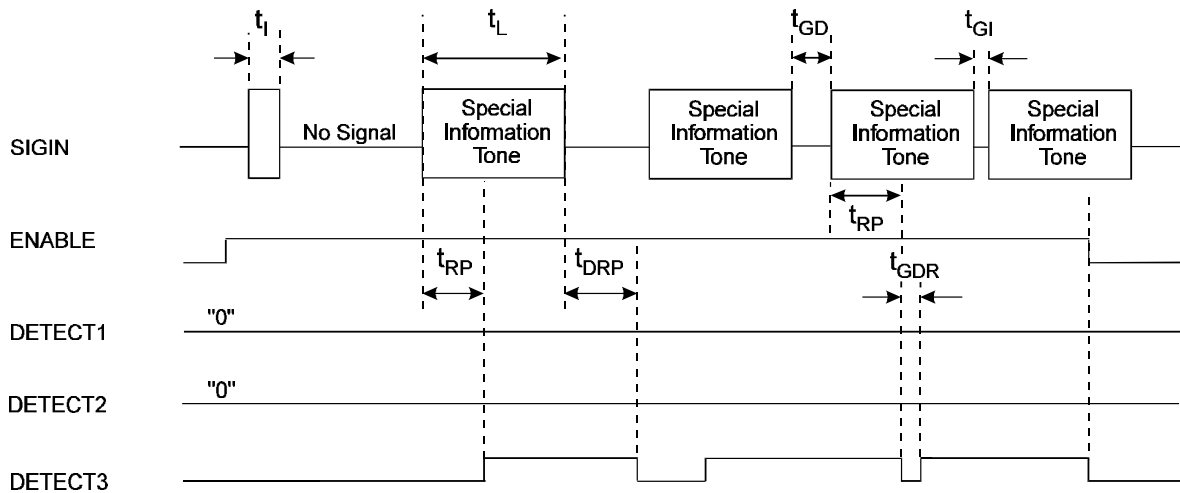 tI
tL
tGD
tGI
SIGIN
No Signal
Special
Information
Tone
Special
Information
Tone
Special
Information
Tone
Special
Information
Tone
tRP
ENABLE
tRP
tDRP
tGDR
DETECT1
"0"
DETECT2
"0"
DETECT3